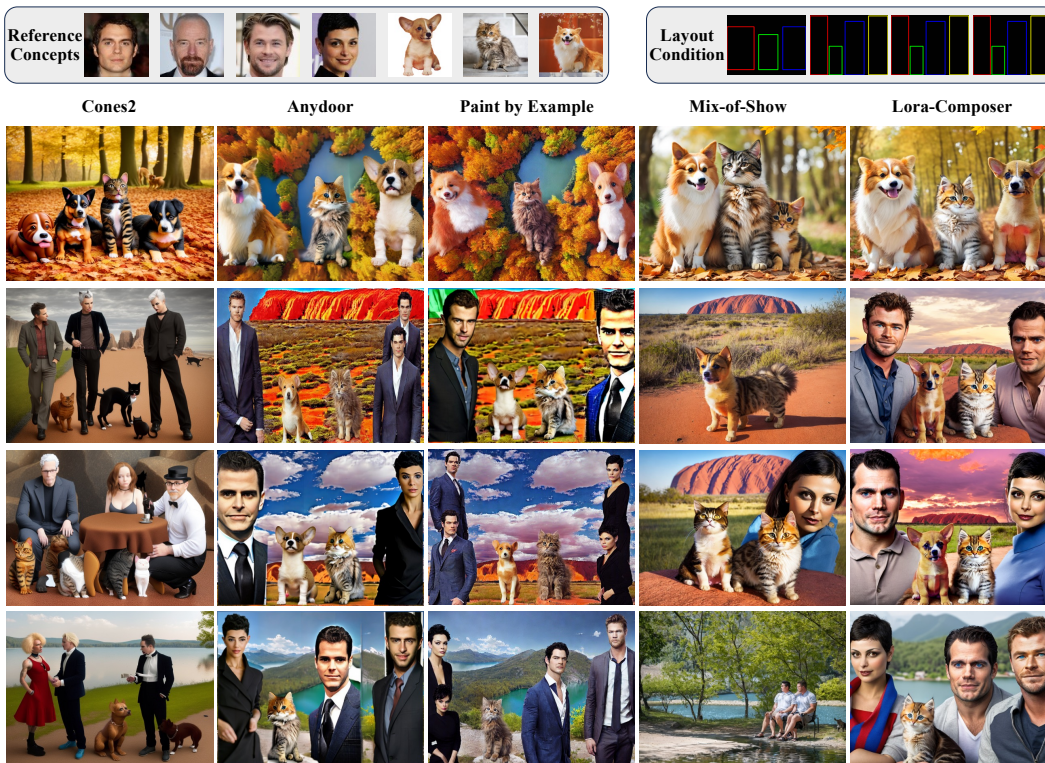 Reference
Concepts
Layout
Condition
Cones2
Anydoor
Paint by Example
Mix-of-Show
Lora-Composer